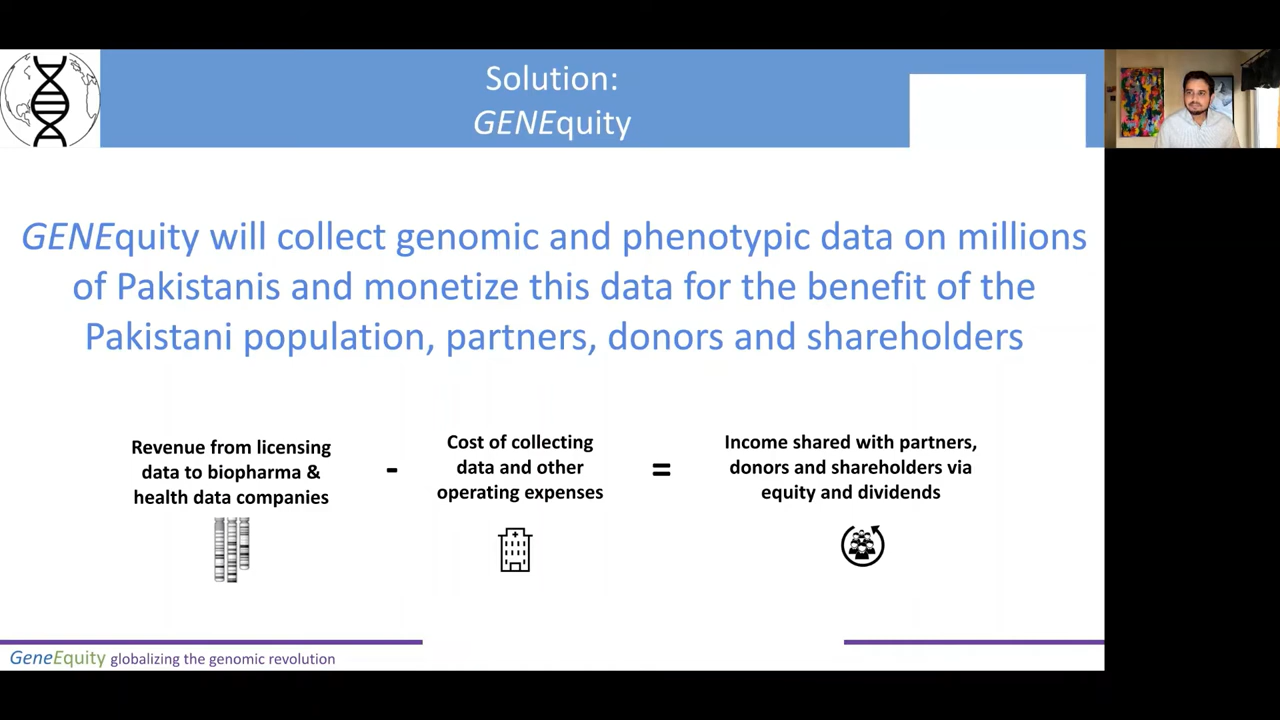 Solution:
GENEquity
GENEquity will collect genomic and phenotypic data on millions
of Pakistanis and monetize this data for the benefit of the
Pakistani population, partners, donors and shareholders
Revenue from licensing
data to biopharma &
health data companies
-
Cost of collecting
data and other
operating expenses
=
Income shared with partners,
donors and shareholders via
equity and dividends
GeneEquity globalizing the genomic revolution